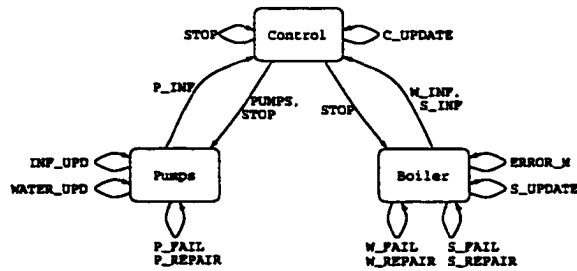 STOP
Control
C_UPDATE
P_INF
PUMPS,
STOP
STOP
W_INF,
S_INF
INF_UPD
WATER_UPD
Pumps
Boiler
ERROR_M
S_UPDATE
P_FAIL
P_REPAIR
W_FAIL
W_REPAIR
S_FAIL
S_REPAIR